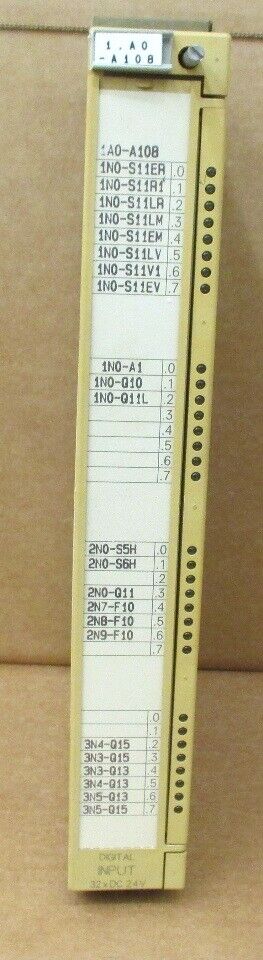 1.A0
-A108
1A0-A108
1N0-S11ER .0
1N0-S11R1 .1
1N0-S11LR .2
1N0-S11LM .3
1N0-S11EM .4
1N0-S11LV .5
1N0-S11V1 .6
1N0-S11EV .7
1N0-A1 .0
1N0-Q10 .1
1N0-Q11L .2
.3
.4
.5
.6
.7
2N0-S5H .0
2N0-S6H .1
.2
2N0-Q11 .3
2N7-F10 .4
2N8-F10 .5
2N9-F10 .6
.7
.0
.1
3N4-Q15 .2
3N3-Q15 .3
3N3-Q13 .4
3N4-Q13 .5
3N5-Q13 .6
3N5-Q15 .7
DIGITAL
INPUT
32xDC 24V